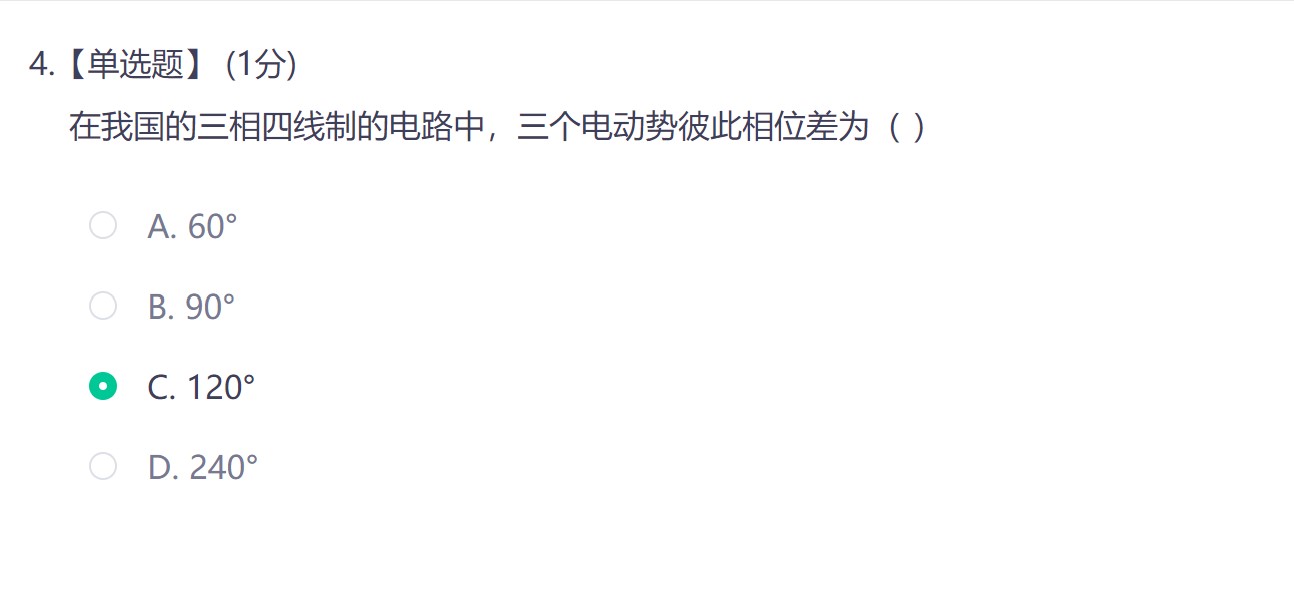 4.【单选题】 (1分)
在我国的三相四线制的电路中，三个电动势彼此相位差为（ ）
A. 60°
B. 90°
C. 120°
D. 240°